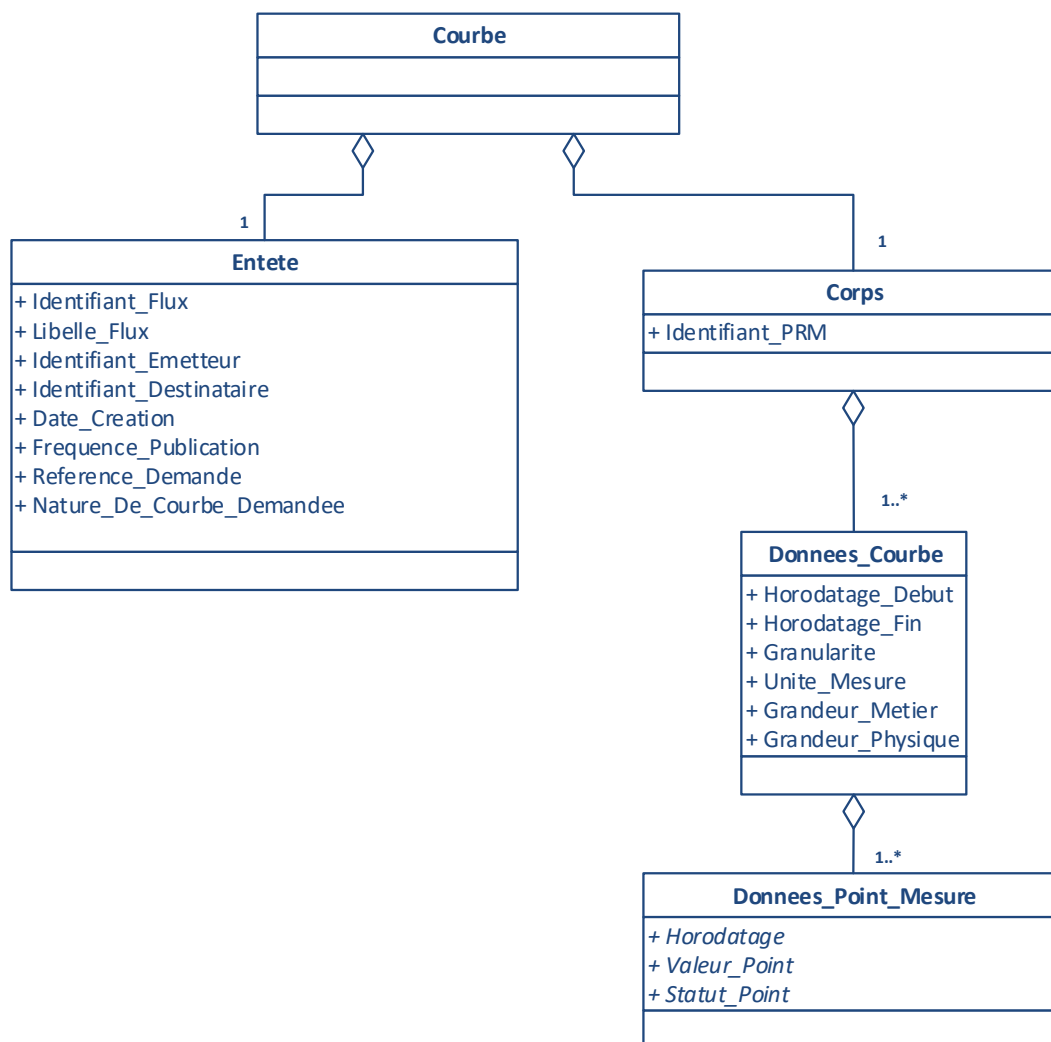 Courbe
1
Entete
+ Identifiant_Flux
+ Libelle_Flux
+ Identifiant_Emetteur
+ Identifiant_Destinataire
+ Date_Creation
+ Frequence_Publication
+ Reference_Demande
+ Nature_De_Courbe_Demandee
1
Corps
+ Identifiant_PRM
1..*
Donnees_Courbe
+ Horodatage_Debut
+ Horodatage_Fin
+ Granularite
+ Unite_Mesure
+ Grandeur_Metier
+ Grandeur_Physique
1..*
Donnees_Point_Mesure
+ Horodatage
+ Valeur_Point
+ Statut_Point